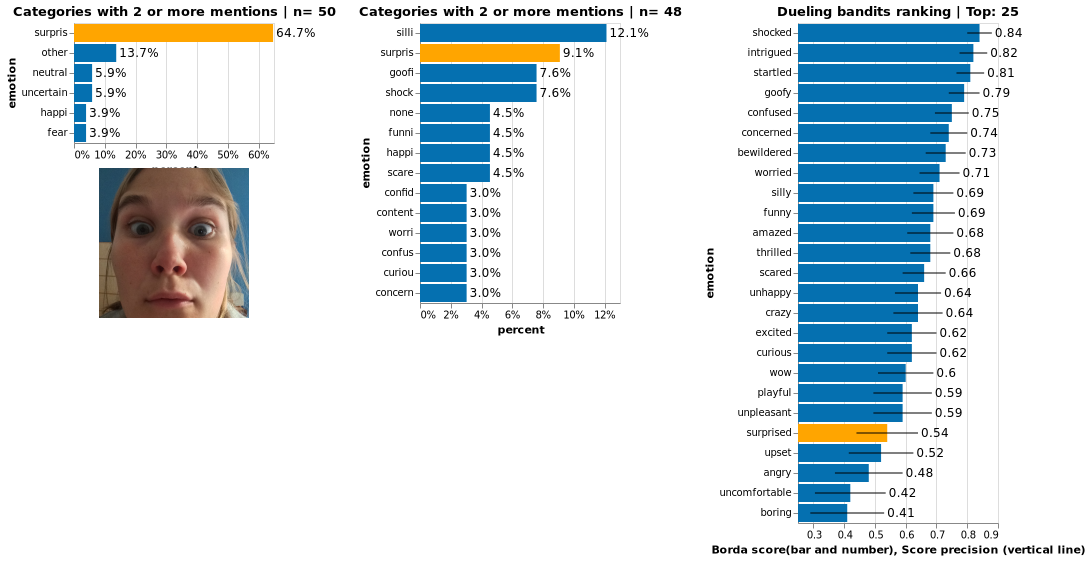 Categories with 2 or more mentions | n= 50
emotion
surpris 64.7%
other 13.7%
neutral 5.9%
uncertain 5.9%
happi 3.9%
fear 3.9%
0% 10% 20% 30% 40% 50% 60%
Categories with 2 or more mentions | n= 48
emotion
silli 12.1%
surpris 9.1%
goofi 7.6%
shock 7.6%
none 4.5%
funni 4.5%
happi 4.5%
scare 4.5%
confid 3.0%
content 3.0%
worri 3.0%
confus 3.0%
curiou 3.0%
concern 3.0%
0% 2% 4% 6% 8% 10% 12%
percent
Dueling bandits ranking | Top: 25
emotion
shocked 0.84
intrigued 0.82
startled 0.81
goofy 0.79
confused 0.75
concerned 0.74
bewildered 0.73
worried 0.71
silly 0.69
funny 0.69
amazed 0.68
thrilled 0.68
scared 0.66
unhappy 0.64
crazy 0.64
excited 0.62
curious 0.62
wow 0.6
playful 0.59
unpleasant 0.59
surprised 0.54
upset 0.52
angry 0.48
uncomfortable 0.42
boring 0.41
0.3 0.4 0.5 0.6 0.7 0.8 0.9
Borda score(bar and number), Score precision (vertical line)